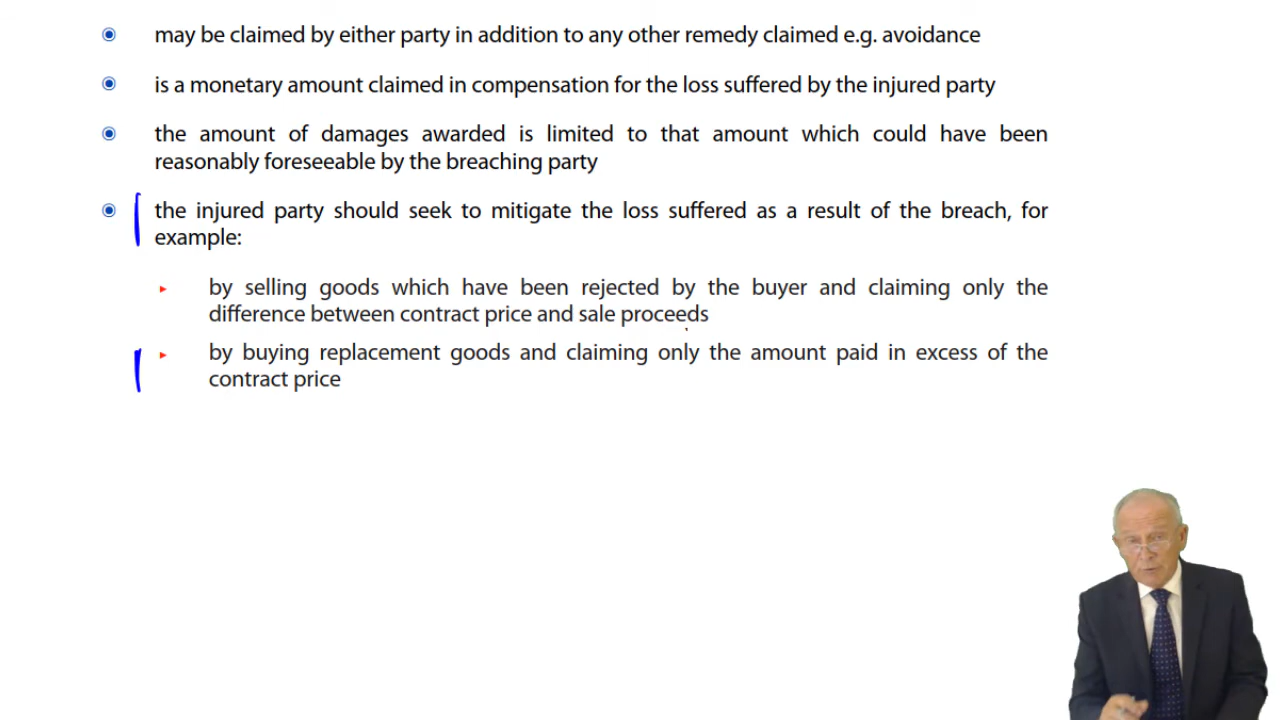 may be claimed by either party in addition to any other remedy claimed e.g. avoidance
is a monetary amount claimed in compensation for the loss suffered by the injured party
the amount of damages awarded is limited to that amount which could have been
reasonably foreseeable by the breaching party
the injured party should seek to mitigate the loss suffered as a result of the breach, for
example:
by selling goods which have been rejected by the buyer and claiming only the
difference between contract price and sale proceeds
by buying replacement goods and claiming only the amount paid in excess of the
contract price